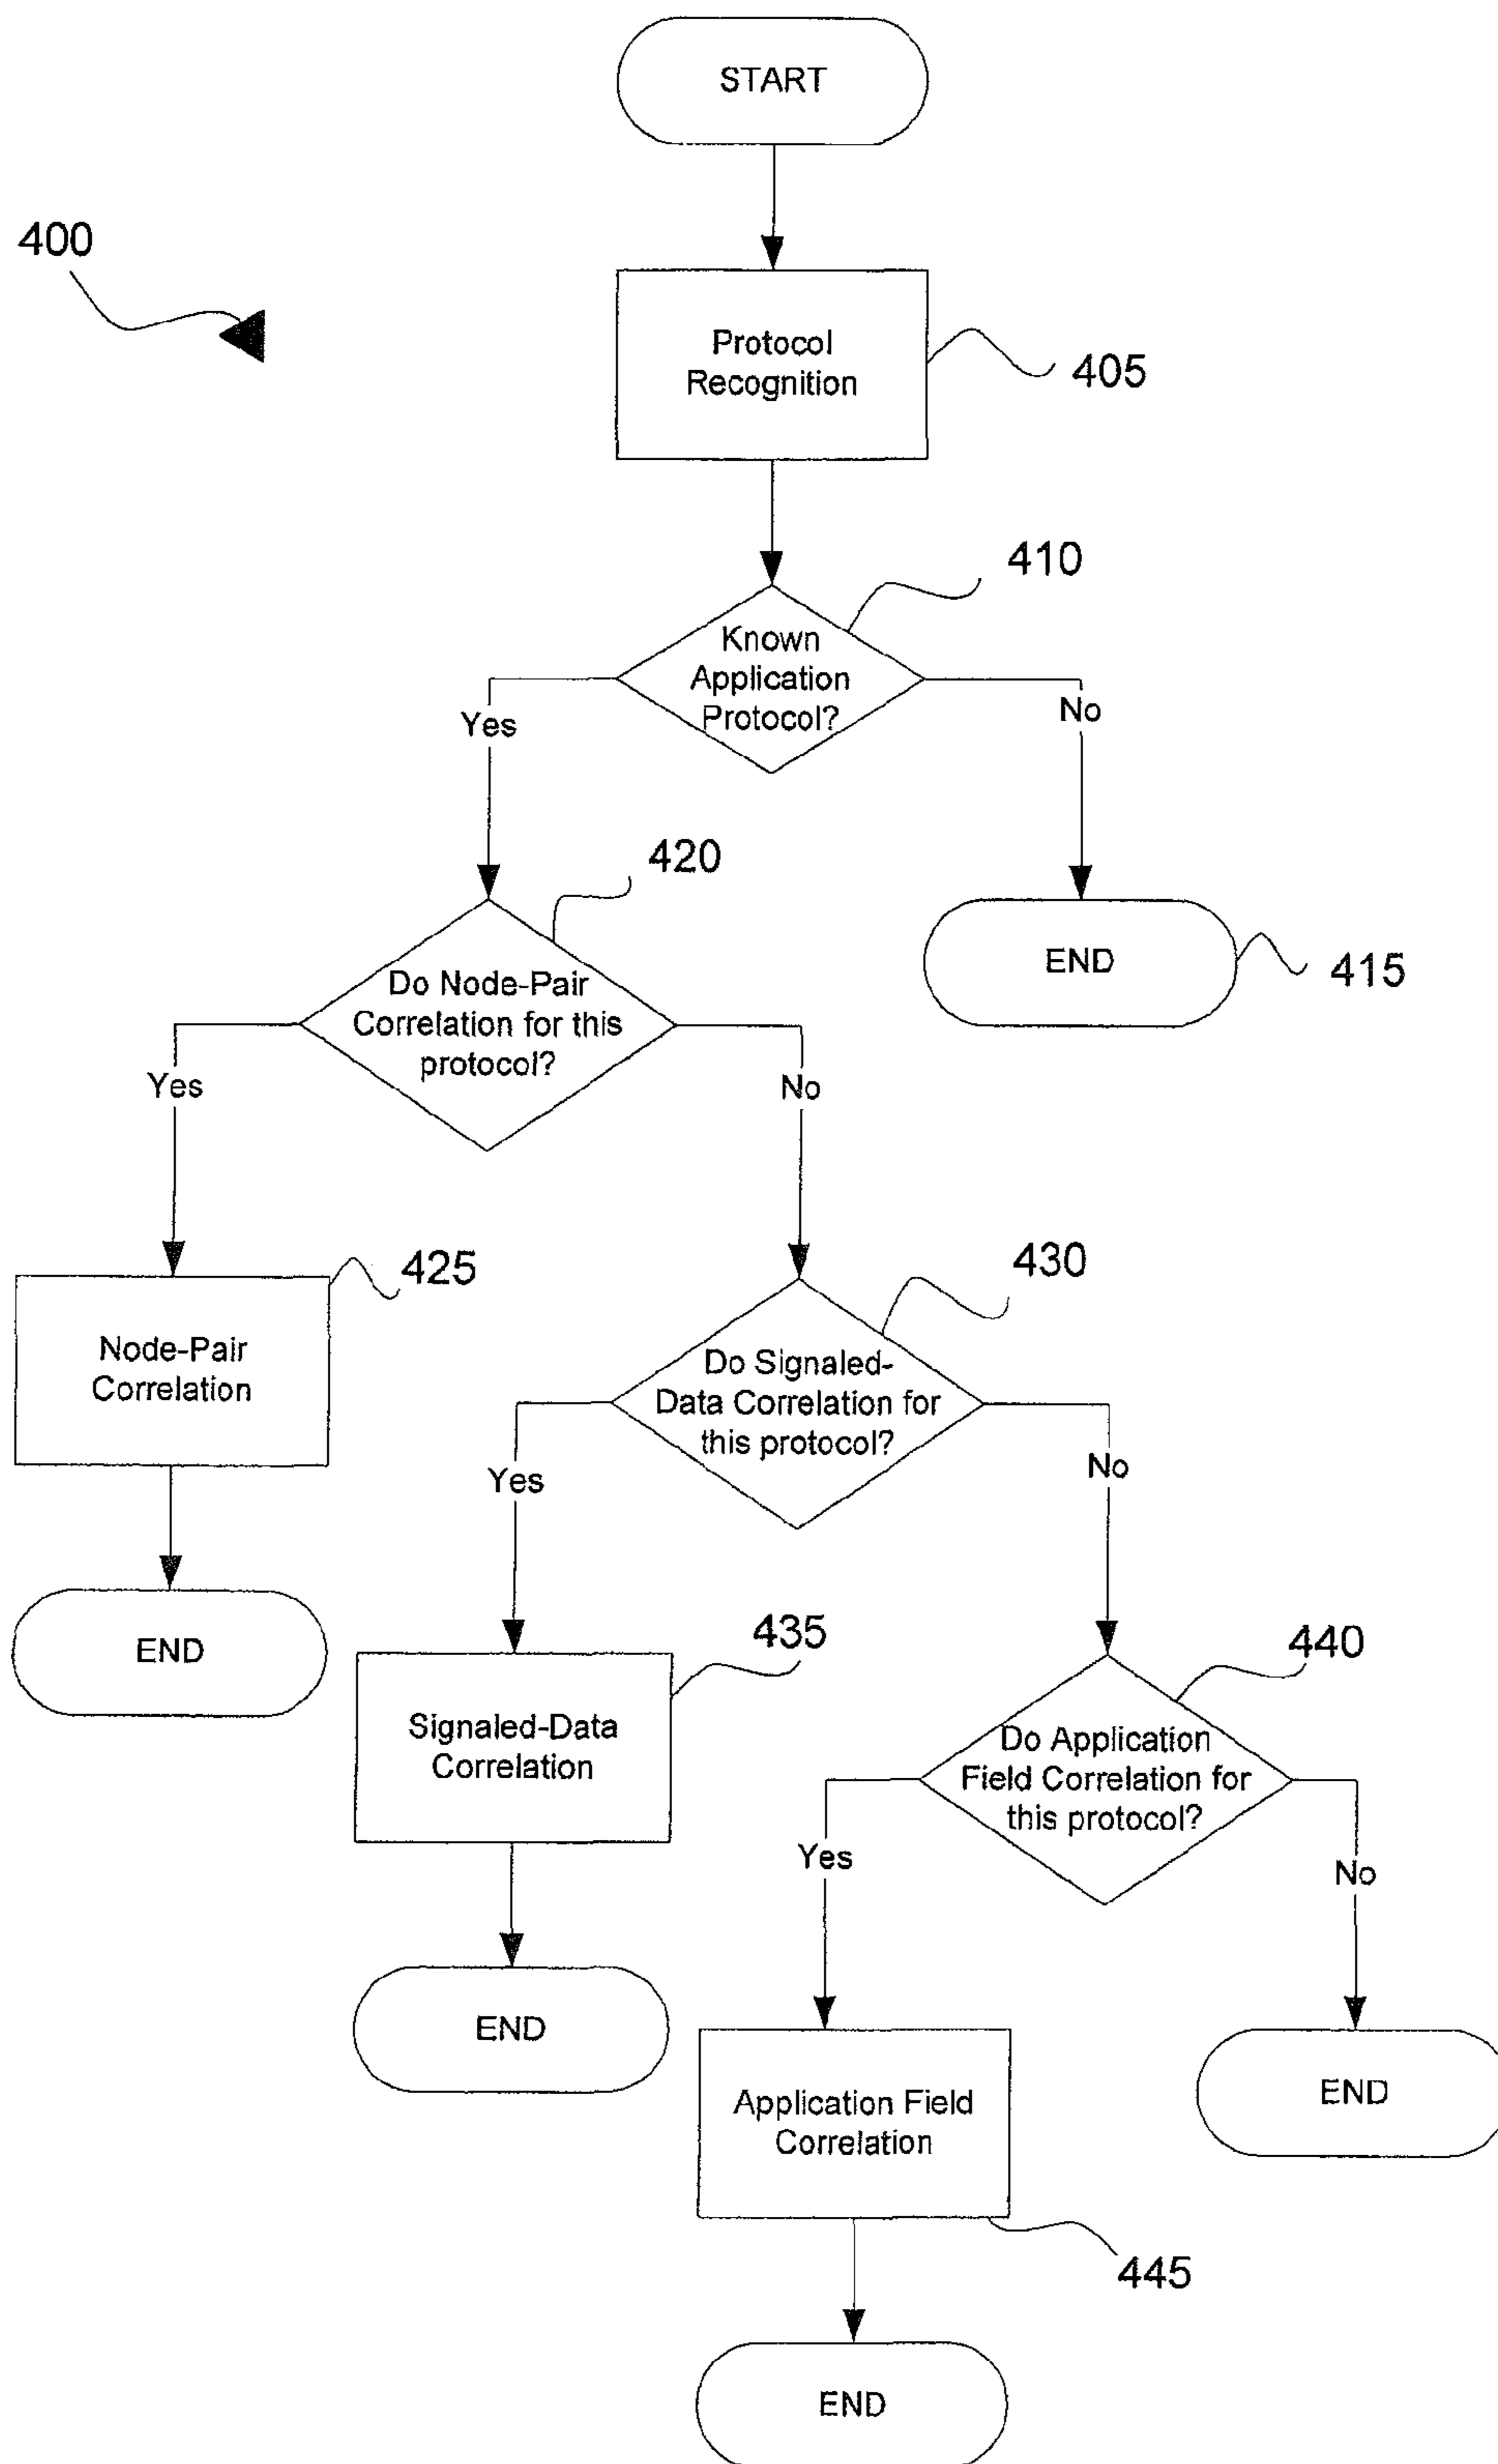 START
400
Protocol
Recognition
405
410
Known
Application
Protocol?
Yes
No
420
END
415
Do Node-Pair
Correlation for this
protocol?
Yes
No
425
430
Node-Pair
Correlation
Do Signaled-
Data Correlation for
this protocol?
Yes
No
END
435
440
Signaled-Data
Correlation
Do Application
Field Correlation for
this protocol?
Yes
No
END
Application Field
Correlation
END
445
END